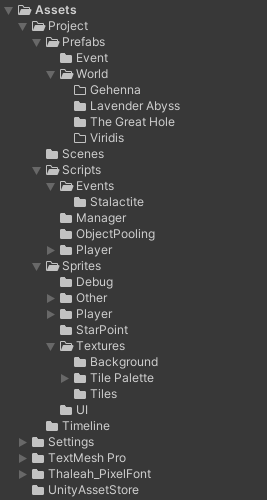 Assets
Project
Prefabs
Event
World
Gehenna
Lavender Abyss
The Great Hole
Viridis
Scenes
Scripts
Events
Stalactite
Manager
ObjectPooling
Player
Sprites
Debug
Other
Player
StarPoint
Textures
Background
Tile Palette
Tiles
UI
Timeline
Settings
TextMesh Pro
Thaleah_PixelFont
UnityAssetStore